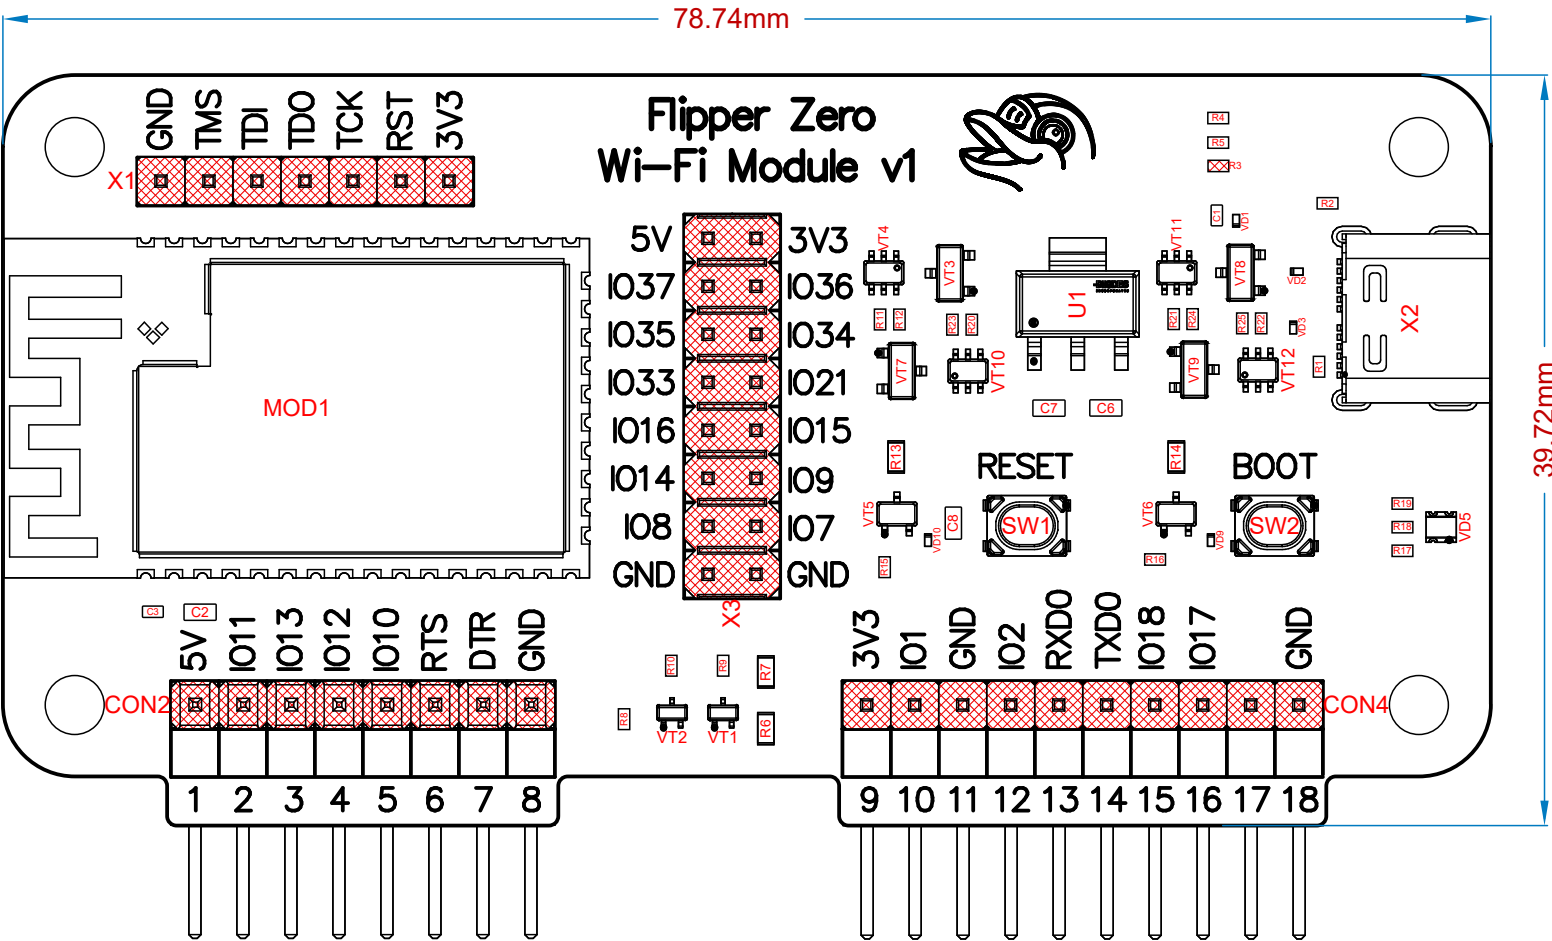 78.74mm
39.72mm
Flipper Zero
Wi-Fi Module v1
GND TMS TDI TDO TCK RST 3V3
X1
R4
R5
R3
R2
C1 VD1
5V 3V3
IO37 IO36
IO35 IO34
IO33 IO21
IO16 IO15
IO14 IO9
IO8 IO7
GND GND
X3
MOD1
VT4 VT3 U1 VT11 VT8 VD2
R11 R12 R23 R20 R21 R24 R25 R22 VD3
X2
VT7 VT10 VT9 VT12 R1
C7 C6
R13 RESET R14 BOOT
VT5 C8 VD10 SW1 VT6 VD9 SW2
R15 R16
R19
R18
R17
VD5
C3 C2
5V IO11 IO13 IO12 IO10 RTS DTR GND
3V3 IO1 GND IO2 RXD0 TXD0 IO18 IO17 GND
R10 R9 R7
R8 VT2 VT1 R6
CON2
CON4
1 2 3 4 5 6 7 8
9 10 11 12 13 14 15 16 17 18